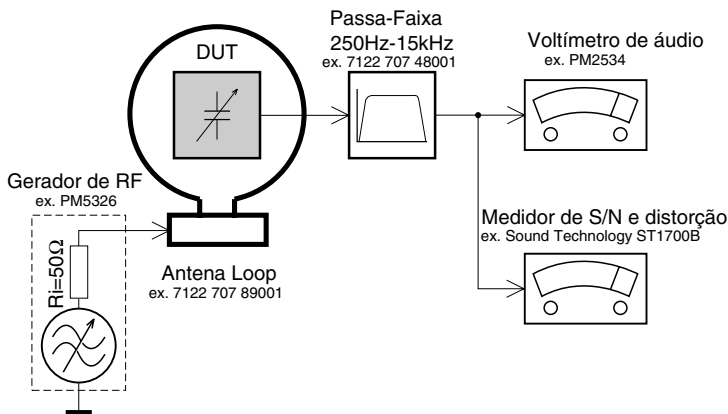 Passa-Faixa
250Hz-15kHz
ex. 7122 707 48001
DUT
Voltímetro de áudio
ex. PM2534
Gerador de RF
ex. PM5326
Ri=50Ω
Antena Loop
ex. 7122 707 89001
Medidor de S/N e distorção
ex. Sound Technology ST1700B